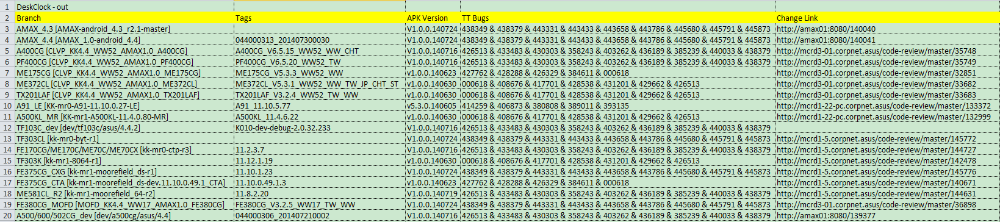 1 DeskClock - out
2 Branch Tags APK Version TT Bugs Change Link
3 AMAX_4.3 [AMAX-android_4.3_r2.1-master] V1.0.0.140724 438349 & 438379 & 443331 & 443433 & 443658 & 443786 & 445680 & 445791 & 445873 http://amax01:8080/140040
4 AMAX_4.4 [AMAX_1.0-android_4.4] 044000313_201407300030 V1.0.0.140724 438349 & 438379 & 443331 & 443433 & 443658 & 443786 & 445680 & 445791 & 445873 http://amax01:8080/140041
5 A400CG [CLVP_KK4.4_WW52_AMAX1.0_A400CG] A400CG_V6.5.15_WW52_WW_CHT V1.0.0.140716 426513 & 433483 & 430303 & 358243 & 403262 & 436189 & 385239 & 440033 & 438379 http://mcrd3-01.corpnet.asus/code-review/master/35748
6 PF400CG [CLVP_KK4.4_WW52_AMAX1.0_PF400CG] PF400CG_V6.5.20_WW52_TW V1.0.0.140716 426513 & 433483 & 430303 & 358243 & 403262 & 436189 & 385239 & 440033 & 438379 http://mcrd3-01.corpnet.asus/code-review/master/35749
7 ME175CG [CLVP_KK4.4_WW52_AMAX1.0_ME175CG] ME175CG_V5.3.3_WW52_WW v1.0.0.140623 427762 & 428288 & 426329 & 384611 & 000618 http://mcrd3-01.corpnet.asus/code-review/master/32851
8 ME372CL [CLVP_KK4.4_WW52_AMAX1.0_ME372CL] ME372CL_V5.3.1_WW52_WW_TW_JP_CHT_ST v1.0.0.140630 000618 & 408676 & 417701 & 428538 & 431201 & 429662 & 426513 http://mcrd3-01.corpnet.asus/code-review/master/33682
9 TX201LAF [CLVP_KK4.4_WW52_AMAX1.0_TX201LAF] TX201LAF_V3.2.4_WW52_TW_WW v1.0.0.140630 000618 & 408676 & 417701 & 428538 & 431201 & 429662 & 426513 http://mcrd3-01.corpnet.asus/code-review/master/33683
10 A91_LE [KK-mr0-A91-11.10.0.27-LE] A91_11.10.5.77 v5.3.0.140605 414259 & 406873 & 380808 & 389011 & 393135 http://mcrd1-22-pc.corpnet.asus/code-review/master/133372
11 A500KL_MR [KK-mr1-A500KL-11.4.0.80-MR] A500KL_11.4.6.22 v1.0.0.140630 000618 & 408676 & 417701 & 428538 & 431201 & 429662 & 426513 http://mcrd1-22-pc.corpnet.asus/code-review/master/132999
12 TF103C_dev [dev/tf103c/asus/4.4.2] K010-dev-debug-2.0.32.233 V1.0.0.140716 426513 & 433483 & 430303 & 358243 & 403262 & 436189 & 385239 & 440033 & 438379
13 TF303CL [kk-mr0-byt-r1] V1.0.0.140724 438349 & 438379 & 443331 & 443433 & 443658 & 443786 & 445680 & 445791 & 445873 http://mcrd1-5.corpnet.asus/code-review/master/145772
14 FE170CG/ME170C/ME70C/ME70CX [kk-mr0-ctp-r3] 11.2.3.7 V1.0.0.140716 426513 & 433483 & 430303 & 358243 & 403262 & 436189 & 385239 & 440033 & 438379 http://mcrd1-5.corpnet.asus/code-review/master/144727
15 TF303K [kk-mr1-8064-r1] 11.12.1.19 v1.0.0.140630 000618 & 408676 & 417701 & 428538 & 431201 & 429662 & 426513 http://mcrd1-5.corpnet.asus/code-review/master/142478
16 FE375CG_CXG [kk-mr1-moorefield_ds-r1] 11.10.1.23 V1.0.0.140724 438349 & 438379 & 443331 & 443433 & 443658 & 443786 & 445680 & 445791 & 445873 http://mcrd1-5.corpnet.asus/code-review/master/145776
17 FE375CG_CTA [kk-mr1-moorefield_ds-dev.11.10.0.49.1_CTA] 11.10.0.49.1.3 v1.0.0.140623 427762 & 428288 & 426329 & 384611 & 000618 http://mcrd1-5.corpnet.asus/code-review/master/140671
18 ME581CL_R2 [kk-mr1-moorefield_64-r2] 11.8.2.20 V1.0.0.140719 426513 & 433483 & 430303 & 358243 & 403262 & 436189 & 385239 & 440033 & 438379 http://mcrd1-5.corpnet.asus/code-review/master/144631
19 FE380CG_MOFD [MOFD_KK4.4_WW17_AMAX1.0_FE380CG] FE380CG_V3.2.5_WW17_TW_WW V1.0.0.140724 438349 & 438379 & 443331 & 443433 & 443658 & 443786 & 445680 & 445791 & 445873 http://mcrd3-01.corpnet.asus/code-review/master/36898
20 A500/600/502CG_dev [dev/a500cg/asus/4.4] 044000306_201407210002 V1.0.0.140716 426513 & 433483 & 430303 & 358243 & 403262 & 436189 & 385239 & 440033 & 438379 http://amax01:8080/139377